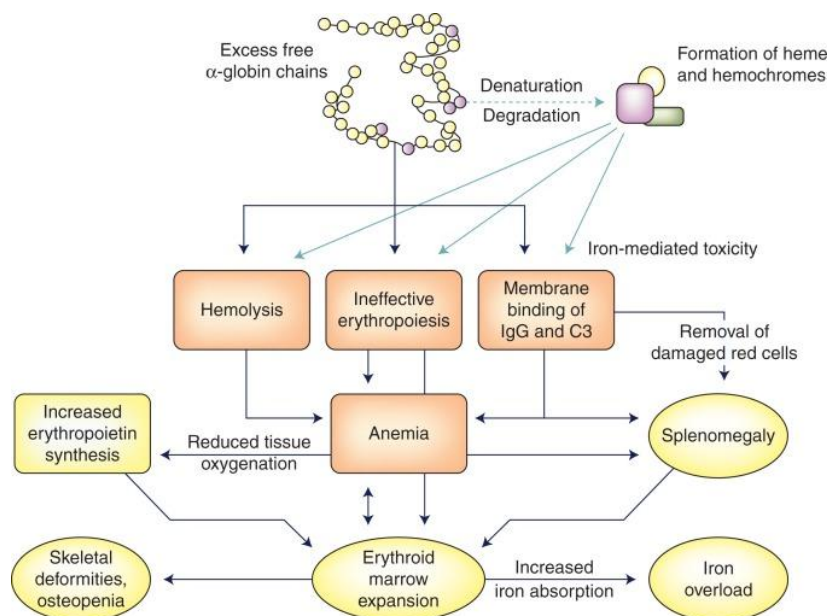 Excess free
α-globin chains
Denaturation
Degradation
Formation of heme
and hemochromes
Iron-mediated toxicity
Hemolysis
Ineffective
erythropoiesis
Membrane
binding of
IgG and C3
Removal of
damaged red cells
Increased
erythropoietin
synthesis
Reduced tissue
oxygenation
Anemia
Splenomegaly
Skeletal
deformities,
osteopenia
Erythroid
marrow
expansion
Increased
iron absorption
Iron
overload